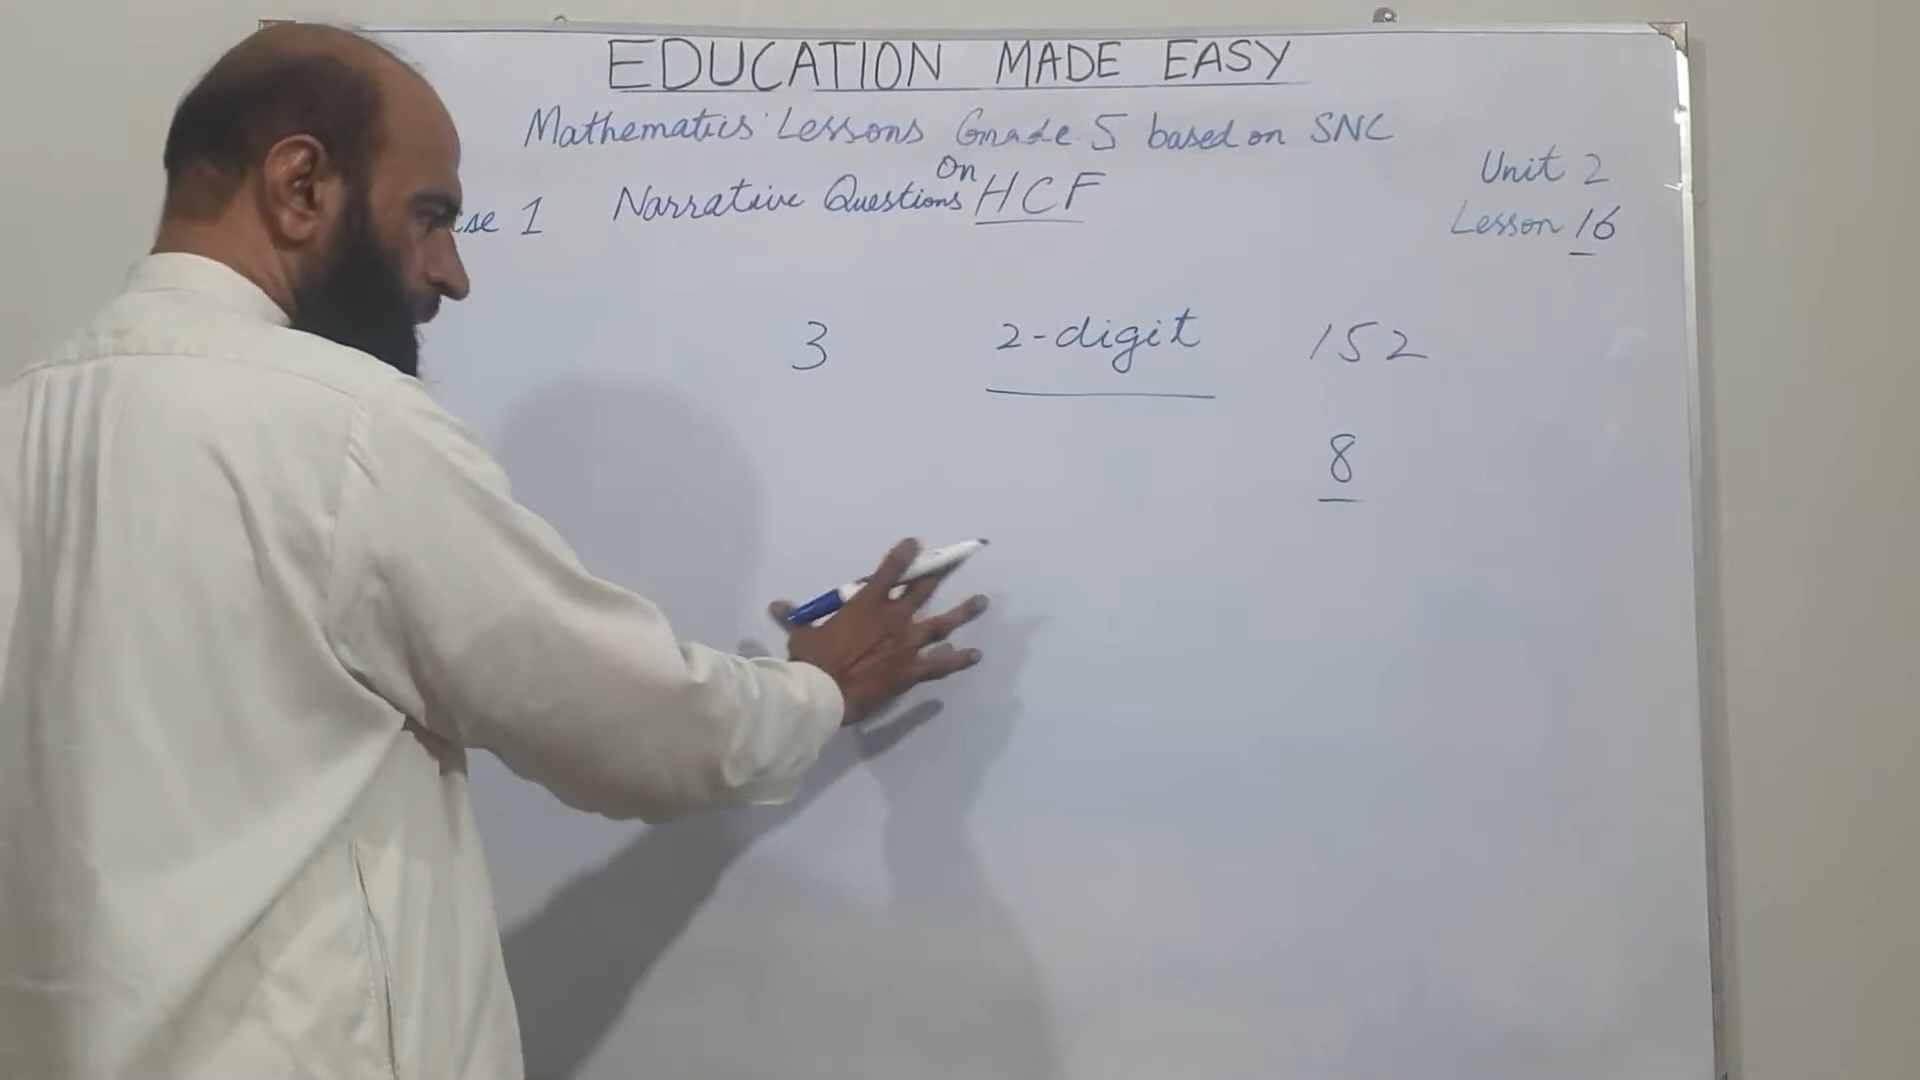 EDUCATION MADE EASY
Mathematics Lessons Grade 5 based on SNC
Unit 2
Narrative Questions On HCF
1
Lesson 16
3 2-digit 152
8